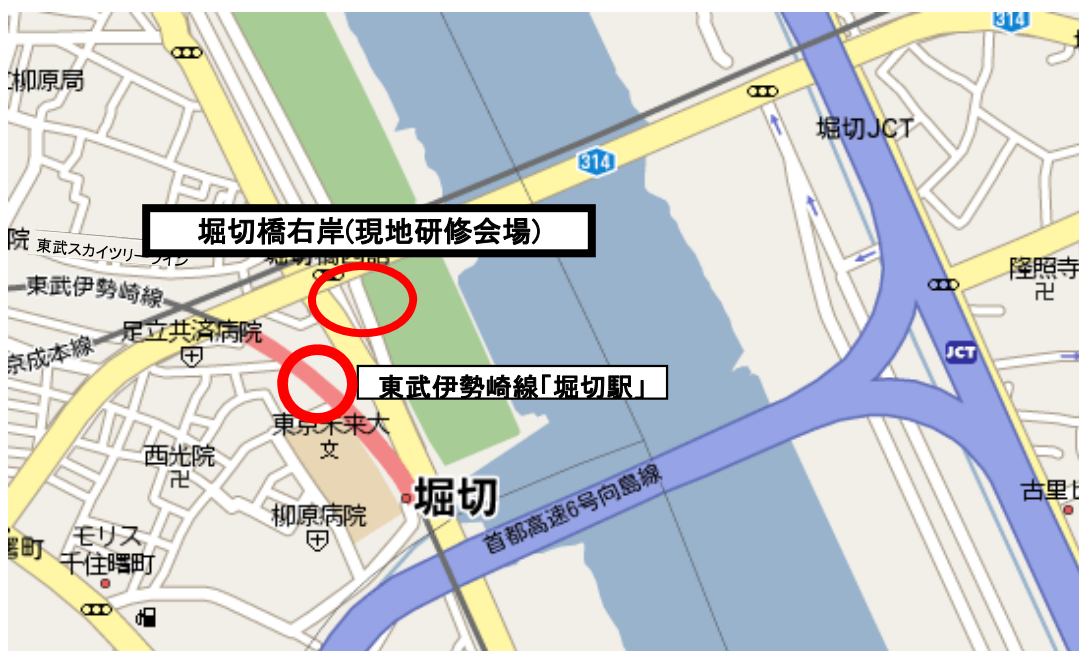 314
柳原局
堀切JCT
314
堀切橋右岸(現地研修会場)
院
東武スカイツリーライン
東武伊勢崎線
隆照寺
足立共済病院
京成本線
JCT
東武伊勢崎線「堀切駅」
東京未来大
文
西光院
堀切
首都高速6号向島線
柳原病院
古里
モリス
千住曙町
曙町